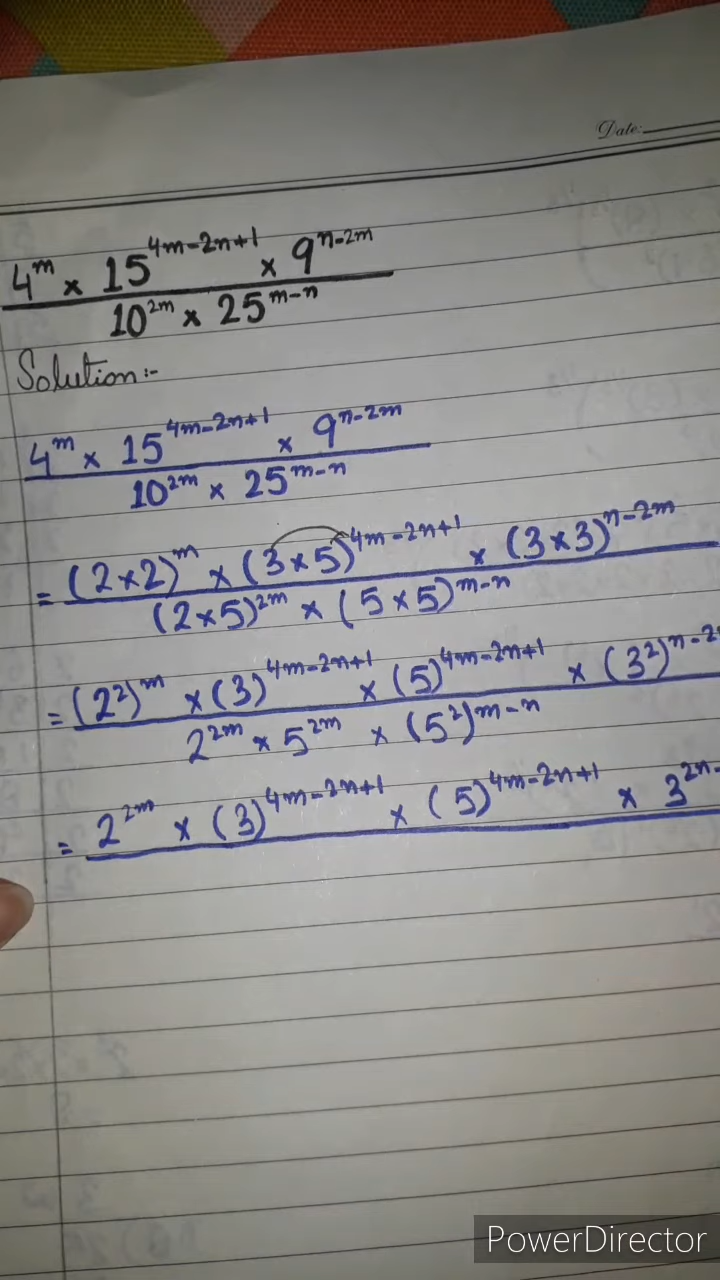 Date:
4^m × 15^(4m-2n+1) × 9^(n-2m)
10^(2m) × 25^(m-n)
Solution:-
4^m × 15^(4m-2n+1) × 9^(n-2m)
10^(2m) × 25^(m-n)
= (2×2)^m × (3×5)^(4m-2n+1) × (3×3)^(n-2m)
(2×5)^(2m) × (5×5)^(m-n)
= (2²)^m × (3)^(4m-2n+1) × (5)^(4m-2n+1) × (3²)^(n-2
2^(2m) × 5^(2m) × (5²)^(m-n)
= 2^(2m) × (3)^(4m-2n+1) × (5)^(4m-2n+1) × 3^(2n-
PowerDirector